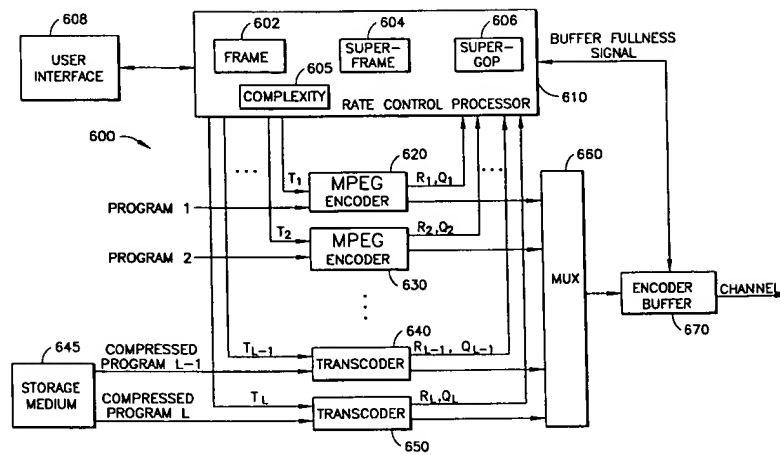 608
USER
INTERFACE
602
FRAME
604
SUPER-
FRAME
606
SUPER-
GOP
605
COMPLEXITY
RATE CONTROL PROCESSOR
610
BUFFER FULLNESS
SIGNAL
600
...
...
620
T1
MPEG
ENCODER
R1,Q1
PROGRAM 1
660
MUX
T2
MPEG
ENCODER
R2,Q2
PROGRAM 2
630
ENCODER
BUFFER
670
CHANNEL
645
STORAGE
MEDIUM
COMPRESSED
PROGRAM L-1
TL-1
640
TRANSCODER
RL-1, QL-1
COMPRESSED
PROGRAM L
TL
TRANSCODER
RL,QL
650